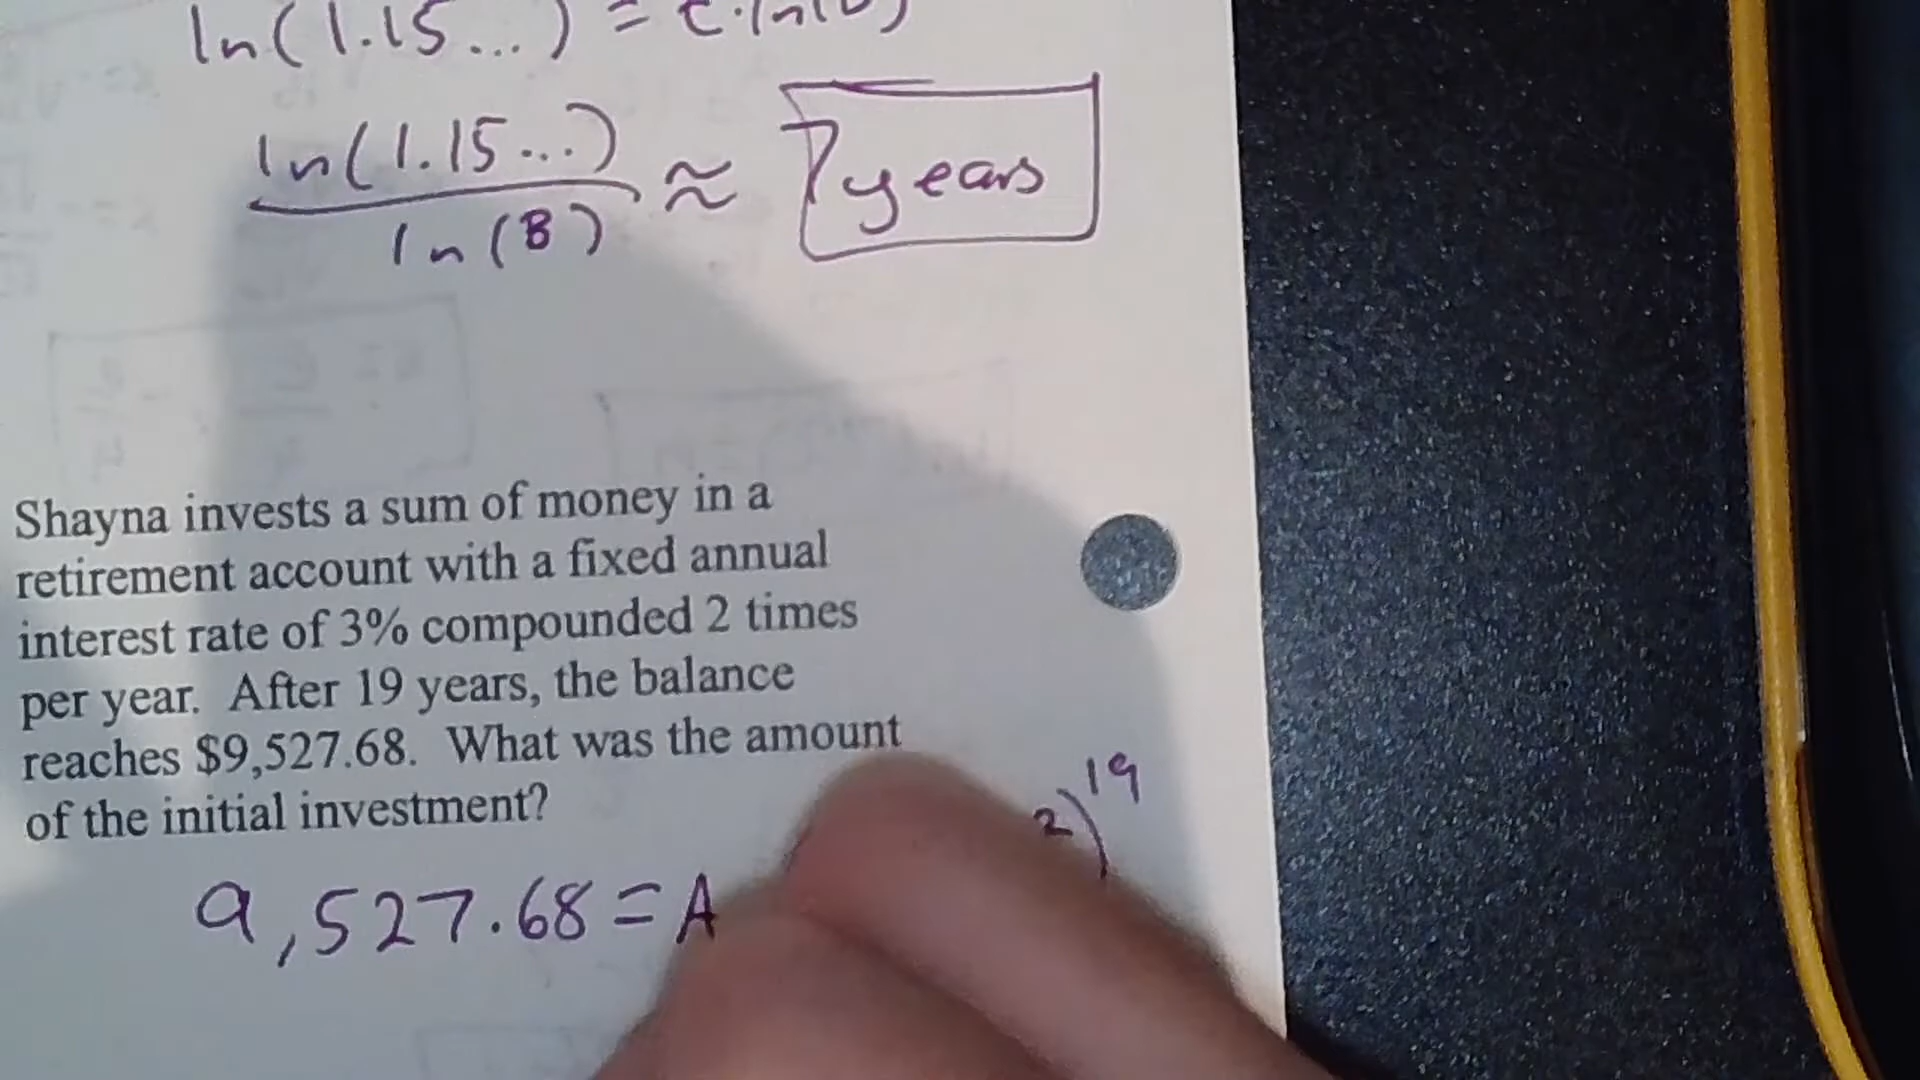 ln(1.15...) = t·ln(B)
ln(1.15...)
ln(B)
≈ 7 years
Shayna invests a sum of money in a
retirement account with a fixed annual
interest rate of 3% compounded 2 times
per year. After 19 years, the balance
reaches $9,527.68. What was the amount
of the initial investment?
2)^19
9,527.68 = A